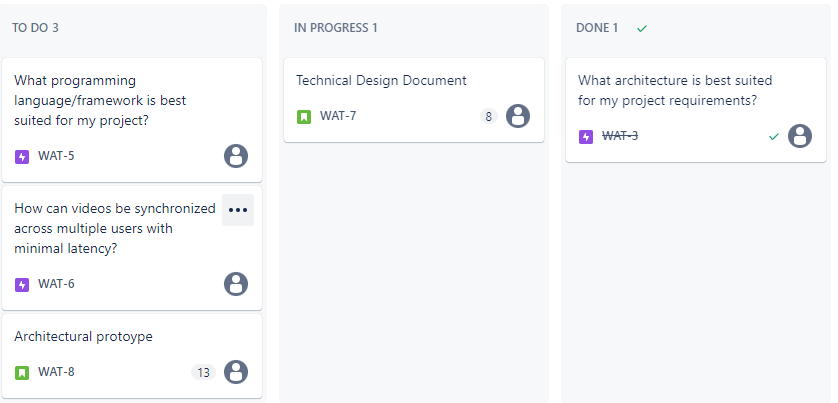 TO DO 3
What programming
language/framework is best
suited for my project?
WAT-5
How can videos be synchronized
across multiple users with
minimal latency?
WAT-6
Architectural protoype
WAT-8
13
IN PROGRESS 1
Technical Design Document
WAT-7
8
DONE 1
What architecture is best suited
for my project requirements?
WAT-3